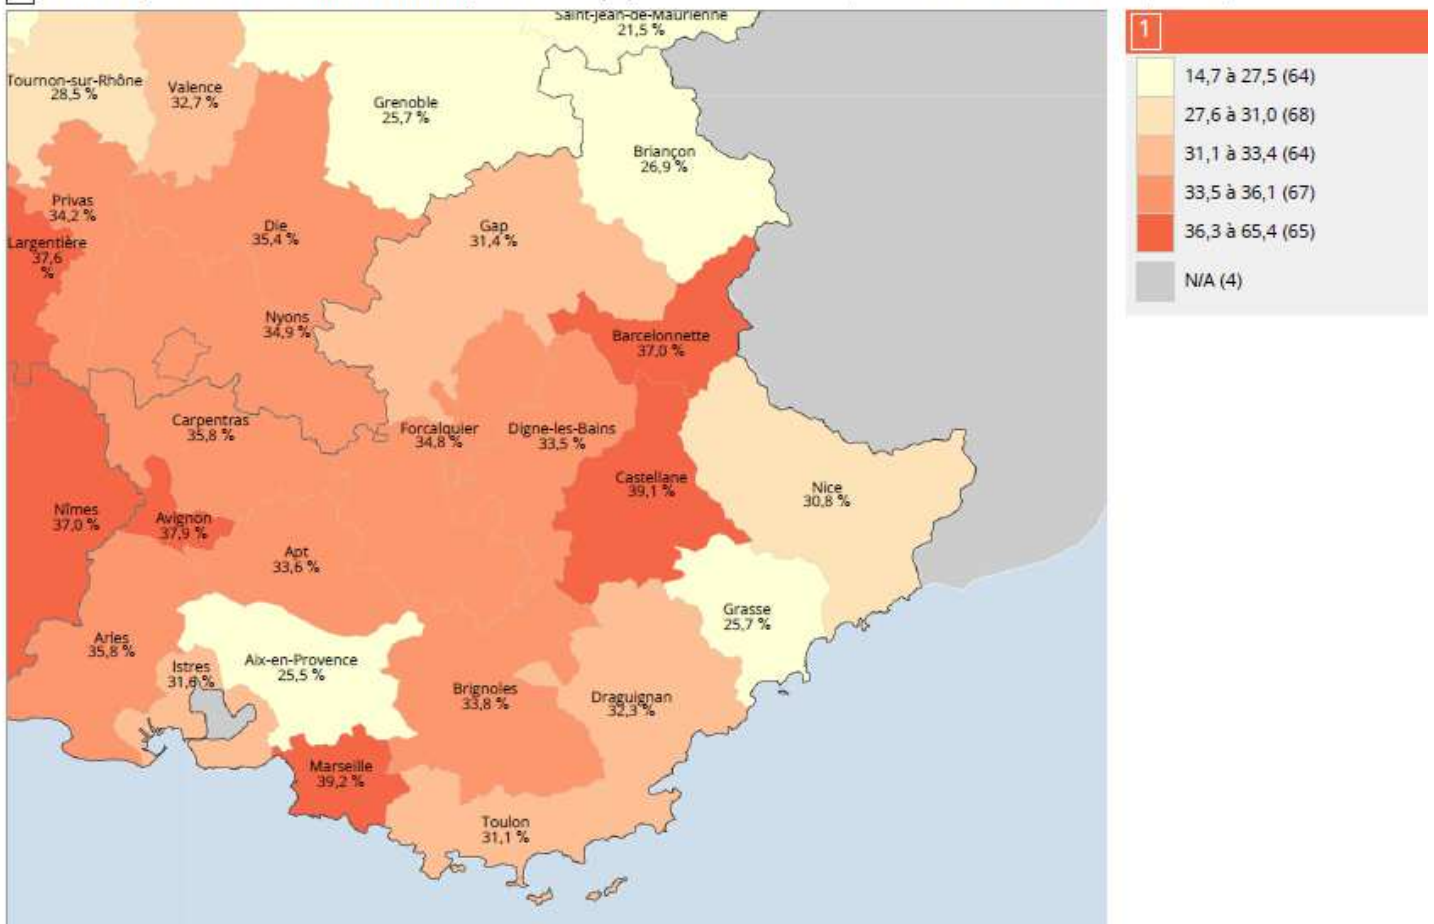 Saint-Jean-de-Maurienne
21,5 %
Tournon-sur-Rhône
28,5 %
Valence
32,7 %
Grenoble
25,7 %
Briançon
26,9 %
Privas
34,2 %
Die
35,4 %
Gap
31,4 %
Largentière
37,6
%
Nyons
34,9 %
Barcelonnette
37,0 %
Carpentras
35,8 %
Forcalquier
34,8 %
Digne-les-Bains
33,5 %
Castellane
39,1 %
Nice
30,8 %
Nîmes
37,0 %
Avignon
37,9 %
Apt
33,6 %
Grasse
25,7 %
Arles
35,8 %
Istres
31,6 %
Aix-en-Provence
25,5 %
Brignoles
33,8 %
Draguignan
32,3 %
Marseille
39,2 %
Toulon
31,1 %
1
14,7 à 27,5 (64)
27,6 à 31,0 (68)
31,1 à 33,4 (64)
33,5 à 36,1 (67)
36,3 à 65,4 (65)
N/A (4)